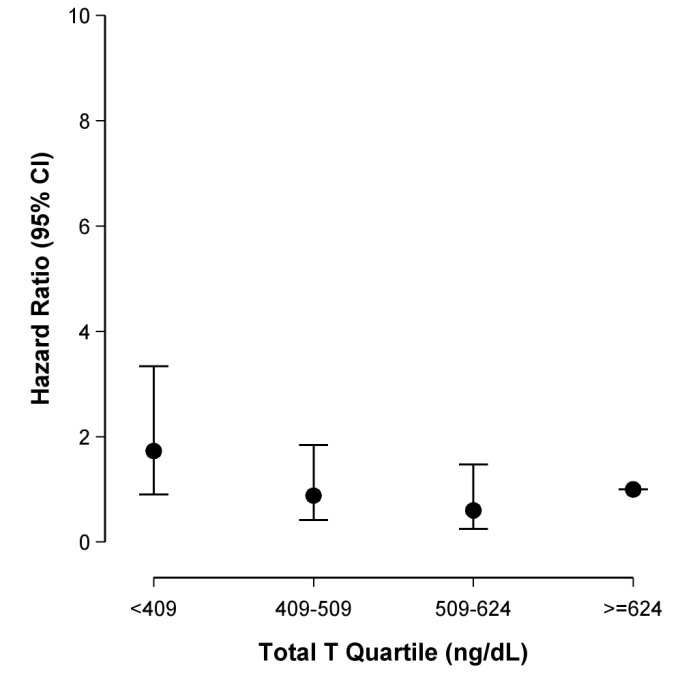 10
8
6
4
2
0
Hazard Ratio (95% CI)
<409 409-509 509-624 >=624
Total T Quartile (ng/dL)